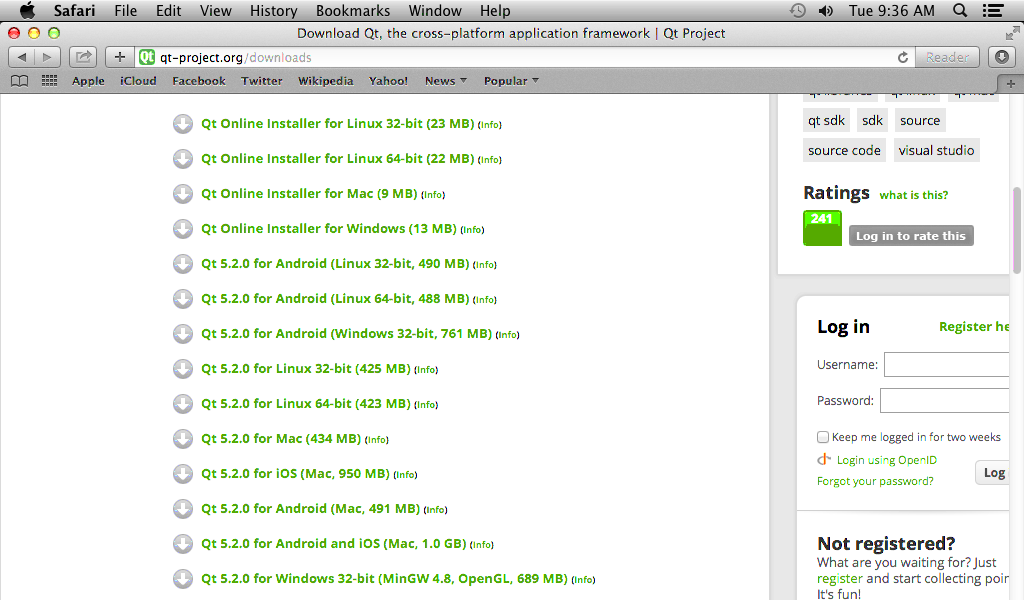 Safari File Edit View History Bookmarks Window Help Tue 9:36 AM
Download Qt, the cross-platform application framework | Qt Project
Qt qt-project.org/downloads Reader
Apple iCloud Facebook Twitter Wikipedia Yahoo! News Popular
Qt Online Installer for Linux 32-bit (23 MB) (Info)
Qt Online Installer for Linux 64-bit (22 MB) (Info)
Qt Online Installer for Mac (9 MB) (Info)
Qt Online Installer for Windows (13 MB) (Info)
Qt 5.2.0 for Android (Linux 32-bit, 490 MB) (Info)
Qt 5.2.0 for Android (Linux 64-bit, 488 MB) (Info)
Qt 5.2.0 for Android (Windows 32-bit, 761 MB) (Info)
Qt 5.2.0 for Linux 32-bit (425 MB) (Info)
Qt 5.2.0 for Linux 64-bit (423 MB) (Info)
Qt 5.2.0 for Mac (434 MB) (Info)
Qt 5.2.0 for iOS (Mac, 950 MB) (Info)
Qt 5.2.0 for Android (Mac, 491 MB) (Info)
Qt 5.2.0 for Android and iOS (Mac, 1.0 GB) (Info)
Qt 5.2.0 for Windows 32-bit (MinGW 4.8, OpenGL, 689 MB) (Info)
qt sdk sdk source
source code visual studio
Ratings what is this?
241
Log in to rate this
Log in Register he
Username:
Password:
Keep me logged in for two weeks
Login using OpenID
Log
Forgot your password?
Not registered?
What are you waiting for? Just
register and start collecting poin
It's fun!